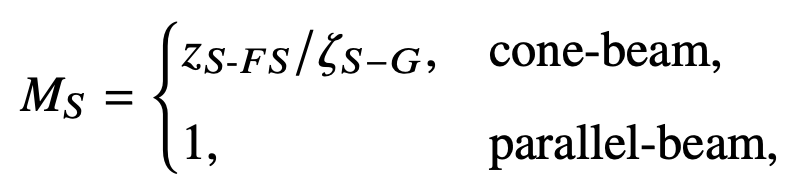 M_S = { z_{S-FS}/ζ_{S−G}, cone-beam,
1, parallel-beam,